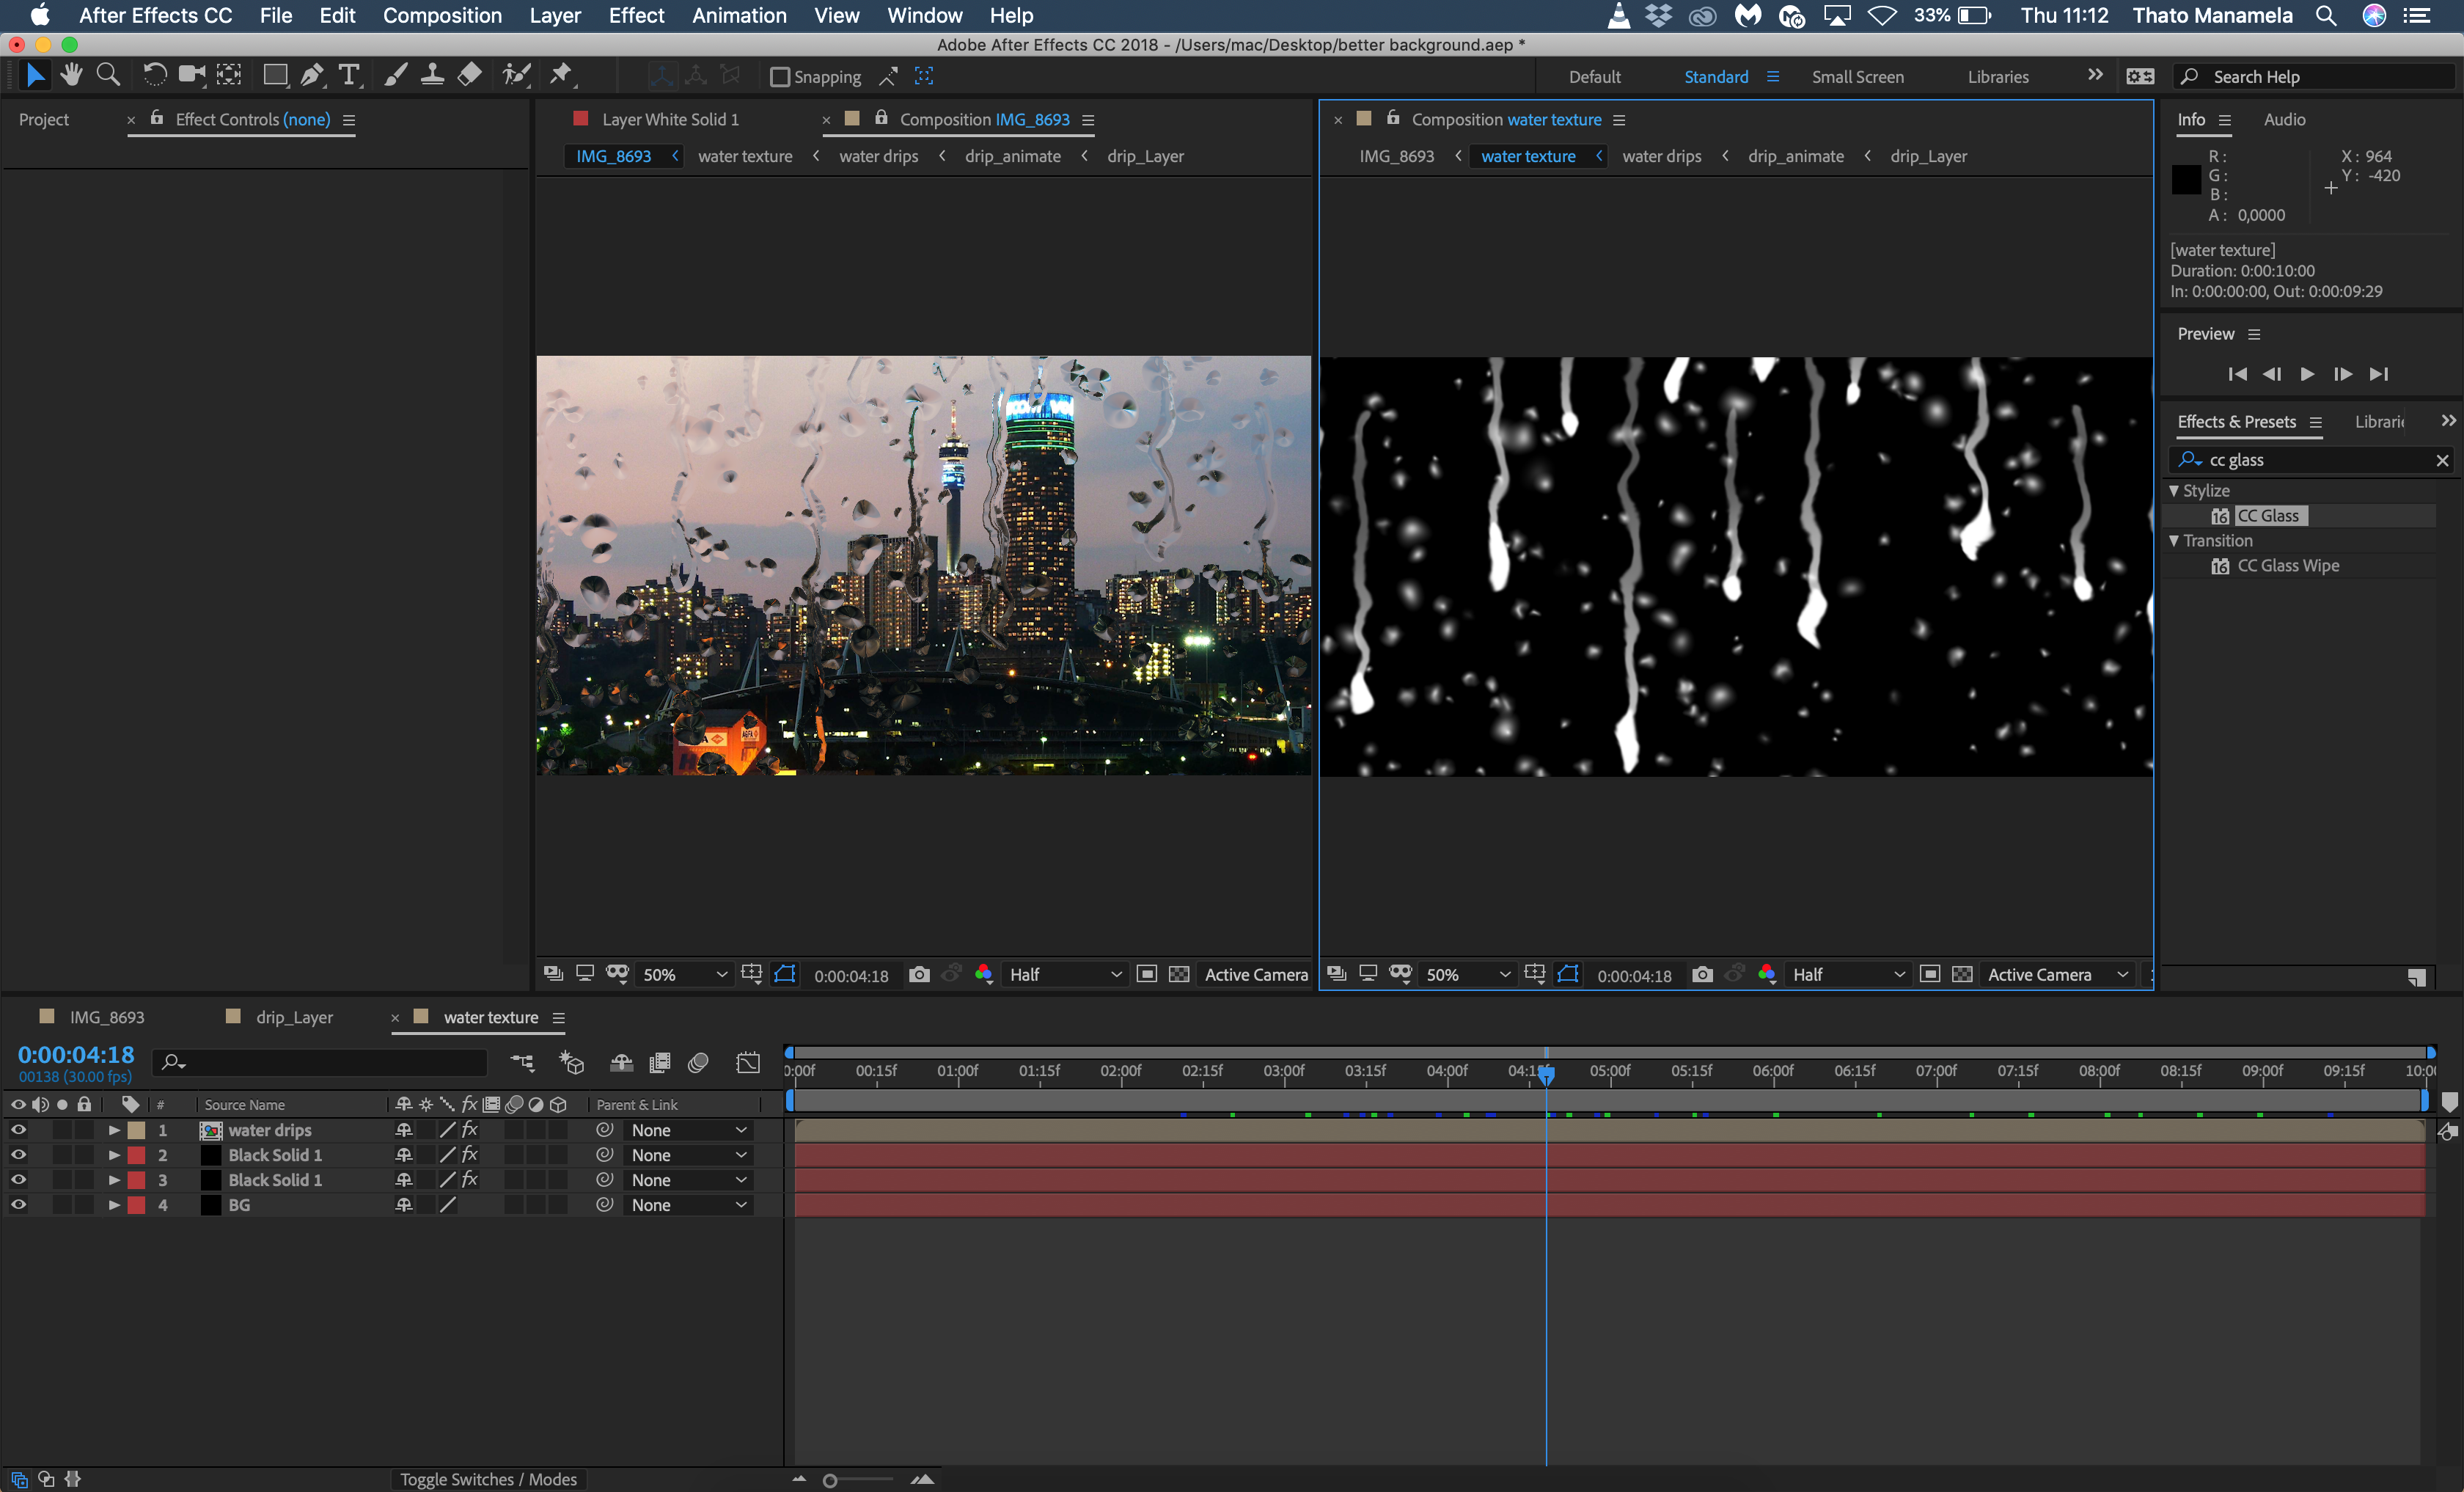 After Effects CC File Edit Composition Layer Effect Animation View Window Help 33% Thu 11:12 Thato Manamela
Adobe After Effects CC 2018 - /Users/mac/Desktop/better background.aep *
Snapping Default Standard Small Screen Libraries Search Help
Project Effect Controls (none)
Layer White Solid 1 Composition IMG_8693
IMG_8693 water texture water drips drip_animate drip_Layer
Composition water texture
IMG_8693 water texture water drips drip_animate drip_Layer
Info Audio
R :
G :
B :
A : 0,0000
X : 964
Y : -420
[water texture]
Duration: 0:00:10:00
In: 0:00:00:00, Out: 0:00:09:29
Preview
Effects & Presets Librari
cc glass
Stylize
16 CC Glass
Transition
16 CC Glass Wipe
AGFA
50% 0:00:04:18 Half Active Camera
50% 0:00:04:18 Half Active Camera
IMG_8693 drip_Layer water texture
0:00:04:18
00138 (30.00 fps)
0:00f 00:15f 01:00f 01:15f 02:00f 02:15f 03:00f 03:15f 04:00f 04:1 05:00f 05:15f 06:00f 06:15f 07:00f 07:15f 08:00f 08:15f 09:00f 09:15f 10:0
# Source Name fx Parent & Link
1 water drips fx None
2 Black Solid 1 fx None
3 Black Solid 1 fx None
4 BG None
Toggle Switches / Modes